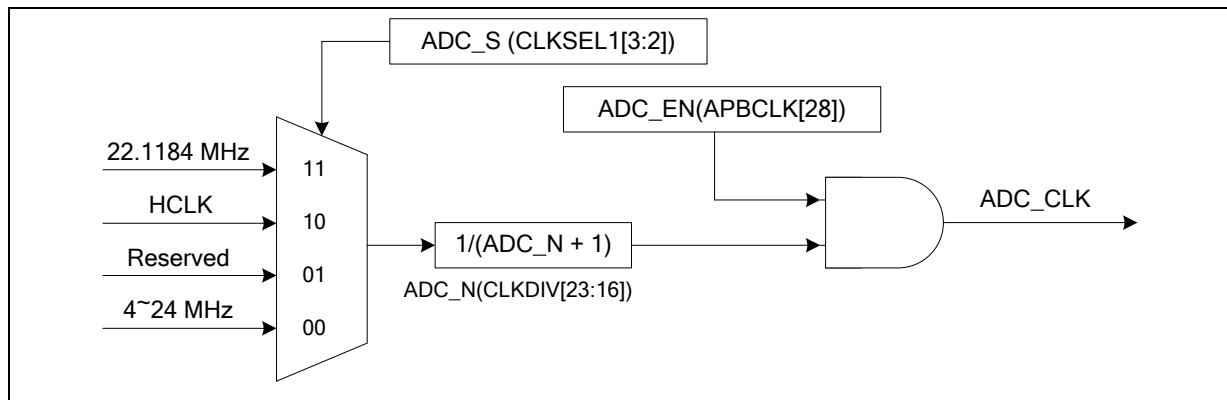 ADC_S (CLKSEL1[3:2])
ADC_EN(APBCLK[28])
22.1184 MHz
11
HCLK
10
ADC_CLK
Reserved
01
1/(ADC_N + 1)
ADC_N(CLKDIV[23:16])
4~24 MHz
00